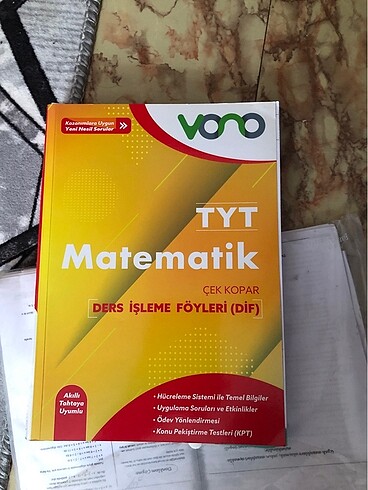 Kazanımlara Uygun
Yeni Nesil Sorular
VONO
TYT
Matematik
ÇEK KOPAR
DERS İŞLEME FÖYLERİ (DİF)
Akıllı
Tahtaya
Uyumlu
• Hücreleme Sistemi ile Temel Bilgiler
• Uygulama Soruları ve Etkinlikler
• Ödev Yönlendirmesi
• Konu Pekiştirme Testleri (KPT)